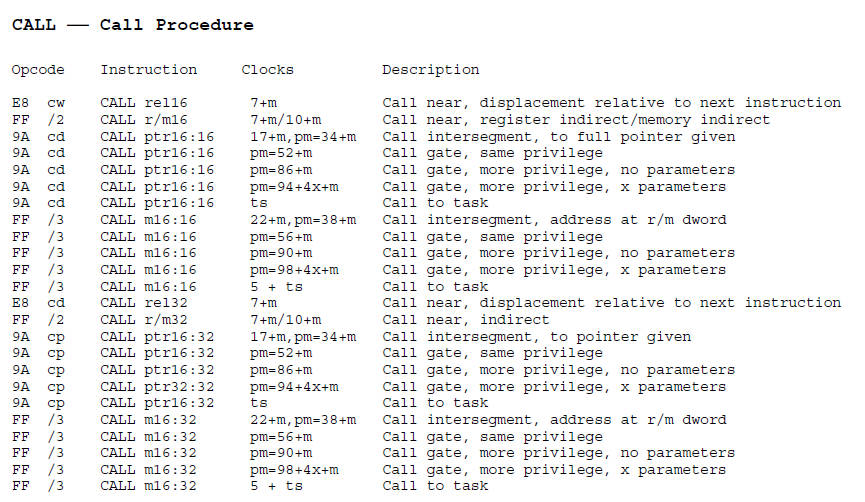 CALL — Call Procedure
Opcode Instruction Clocks Description
E8 cw CALL rel16 7+m Call near, displacement relative to next instruction
FF /2 CALL r/m16 7+m/10+m Call near, register indirect/memory indirect
9A cd CALL ptr16:16 17+m,pm=34+m Call intersegment, to full pointer given
9A cd CALL ptr16:16 pm=52+m Call gate, same privilege
9A cd CALL ptr16:16 pm=86+m Call gate, more privilege, no parameters
9A cd CALL ptr16:16 pm=94+4x+m Call gate, more privilege, x parameters
9A cd CALL ptr16:16 ts Call to task
FF /3 CALL m16:16 22+m,pm=38+m Call intersegment, address at r/m dword
FF /3 CALL m16:16 pm=56+m Call gate, same privilege
FF /3 CALL m16:16 pm=90+m Call gate, more privilege, no parameters
FF /3 CALL m16:16 pm=98+4x+m Call gate, more privilege, x parameters
FF /3 CALL m16:16 5 + ts Call to task
E8 cd CALL rel32 7+m Call near, displacement relative to next instruction
FF /2 CALL r/m32 7+m/10+m Call near, indirect
9A cp CALL ptr16:32 17+m,pm=34+m Call intersegment, to pointer given
9A cp CALL ptr16:32 pm=52+m Call gate, same privilege
9A cp CALL ptr16:32 pm=86+m Call gate, more privilege, no parameters
9A cp CALL ptr32:32 pm=94+4x+m Call gate, more privilege, x parameters
9A cp CALL ptr16:32 ts Call to task
FF /3 CALL m16:32 22+m,pm=38+m Call intersegment, address at r/m dword
FF /3 CALL m16:32 pm=56+m Call gate, same privilege
FF /3 CALL m16:32 pm=90+m Call gate, more privilege, no parameters
FF /3 CALL m16:32 pm=98+4x+m Call gate, more privilege, x parameters
FF /3 CALL m16:32 5 + ts Call to task